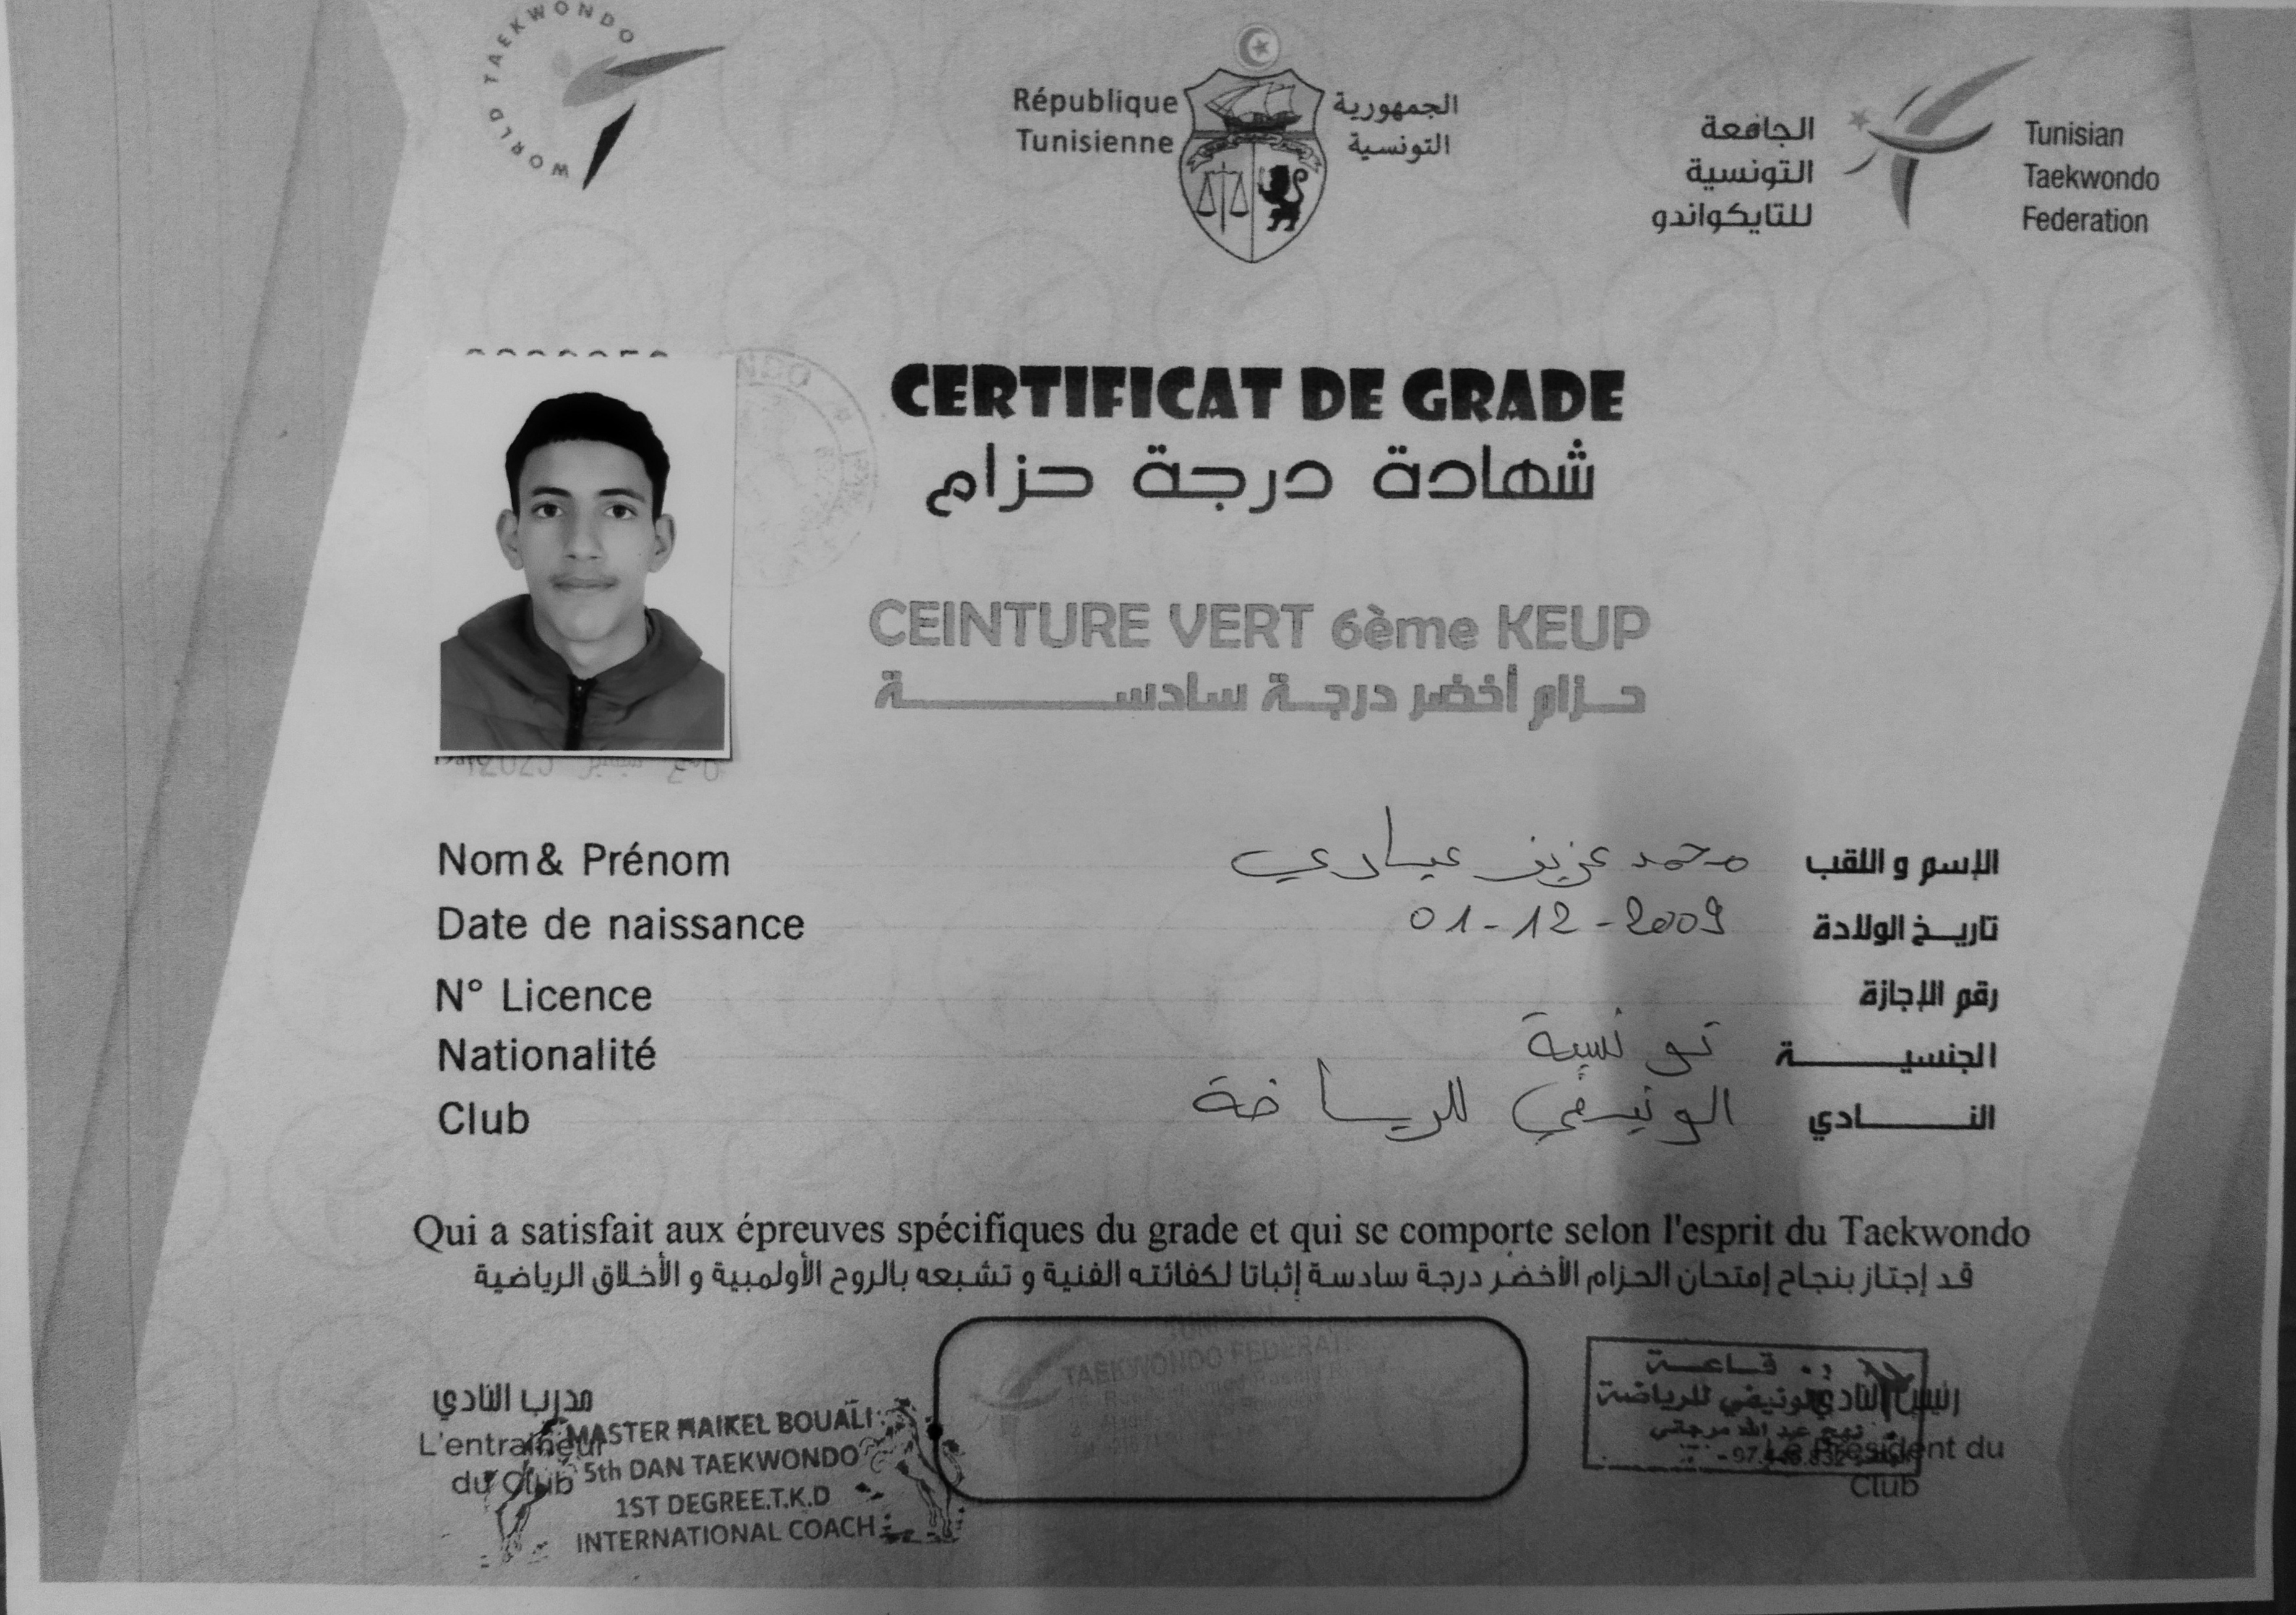 WORLD TAEKWONDO
République
Tunisienne
الجمهورية
التونسية
الجامعة
التونسية
للتايكواندو
Tunisian
Taekwondo
Federation
CERTIFICAT DE GRADE
شهادة درجة حزام
CEINTURE VERT 6ème KEUP
حزام أخضر درجة سادسة
Nom & Prénom محمد عزيز عيادي الإسم و اللقب
Date de naissance 01-12-2009 تاريخ الولادة
N° Licence رقم الإجازة
Nationalité تونسية الجنسية
Club الونيفي للرياضة النادي
Qui a satisfait aux épreuves spécifiques du grade et qui se comporte selon l'esprit du Taekwondo
قد إجتاز بنجاح إمتحان الحزام الأخضر درجة سادسة إثباتا لكفائته الفنية و تشبعه بالروح الأولمبية و الأخلاق الرياضية
مدرب النادي
L'entraîneur
du Club
MASTER MAIKEL BOUALI
5th DAN TAEKWONDO
1ST DEGREE.T.K.D
INTERNATIONAL COACH
TAEKWONDO FEDERATION
قاعة
الونيفي للرياضة
نهج عبد الله مرجاني
رئيس النادي
Le Président du
Club